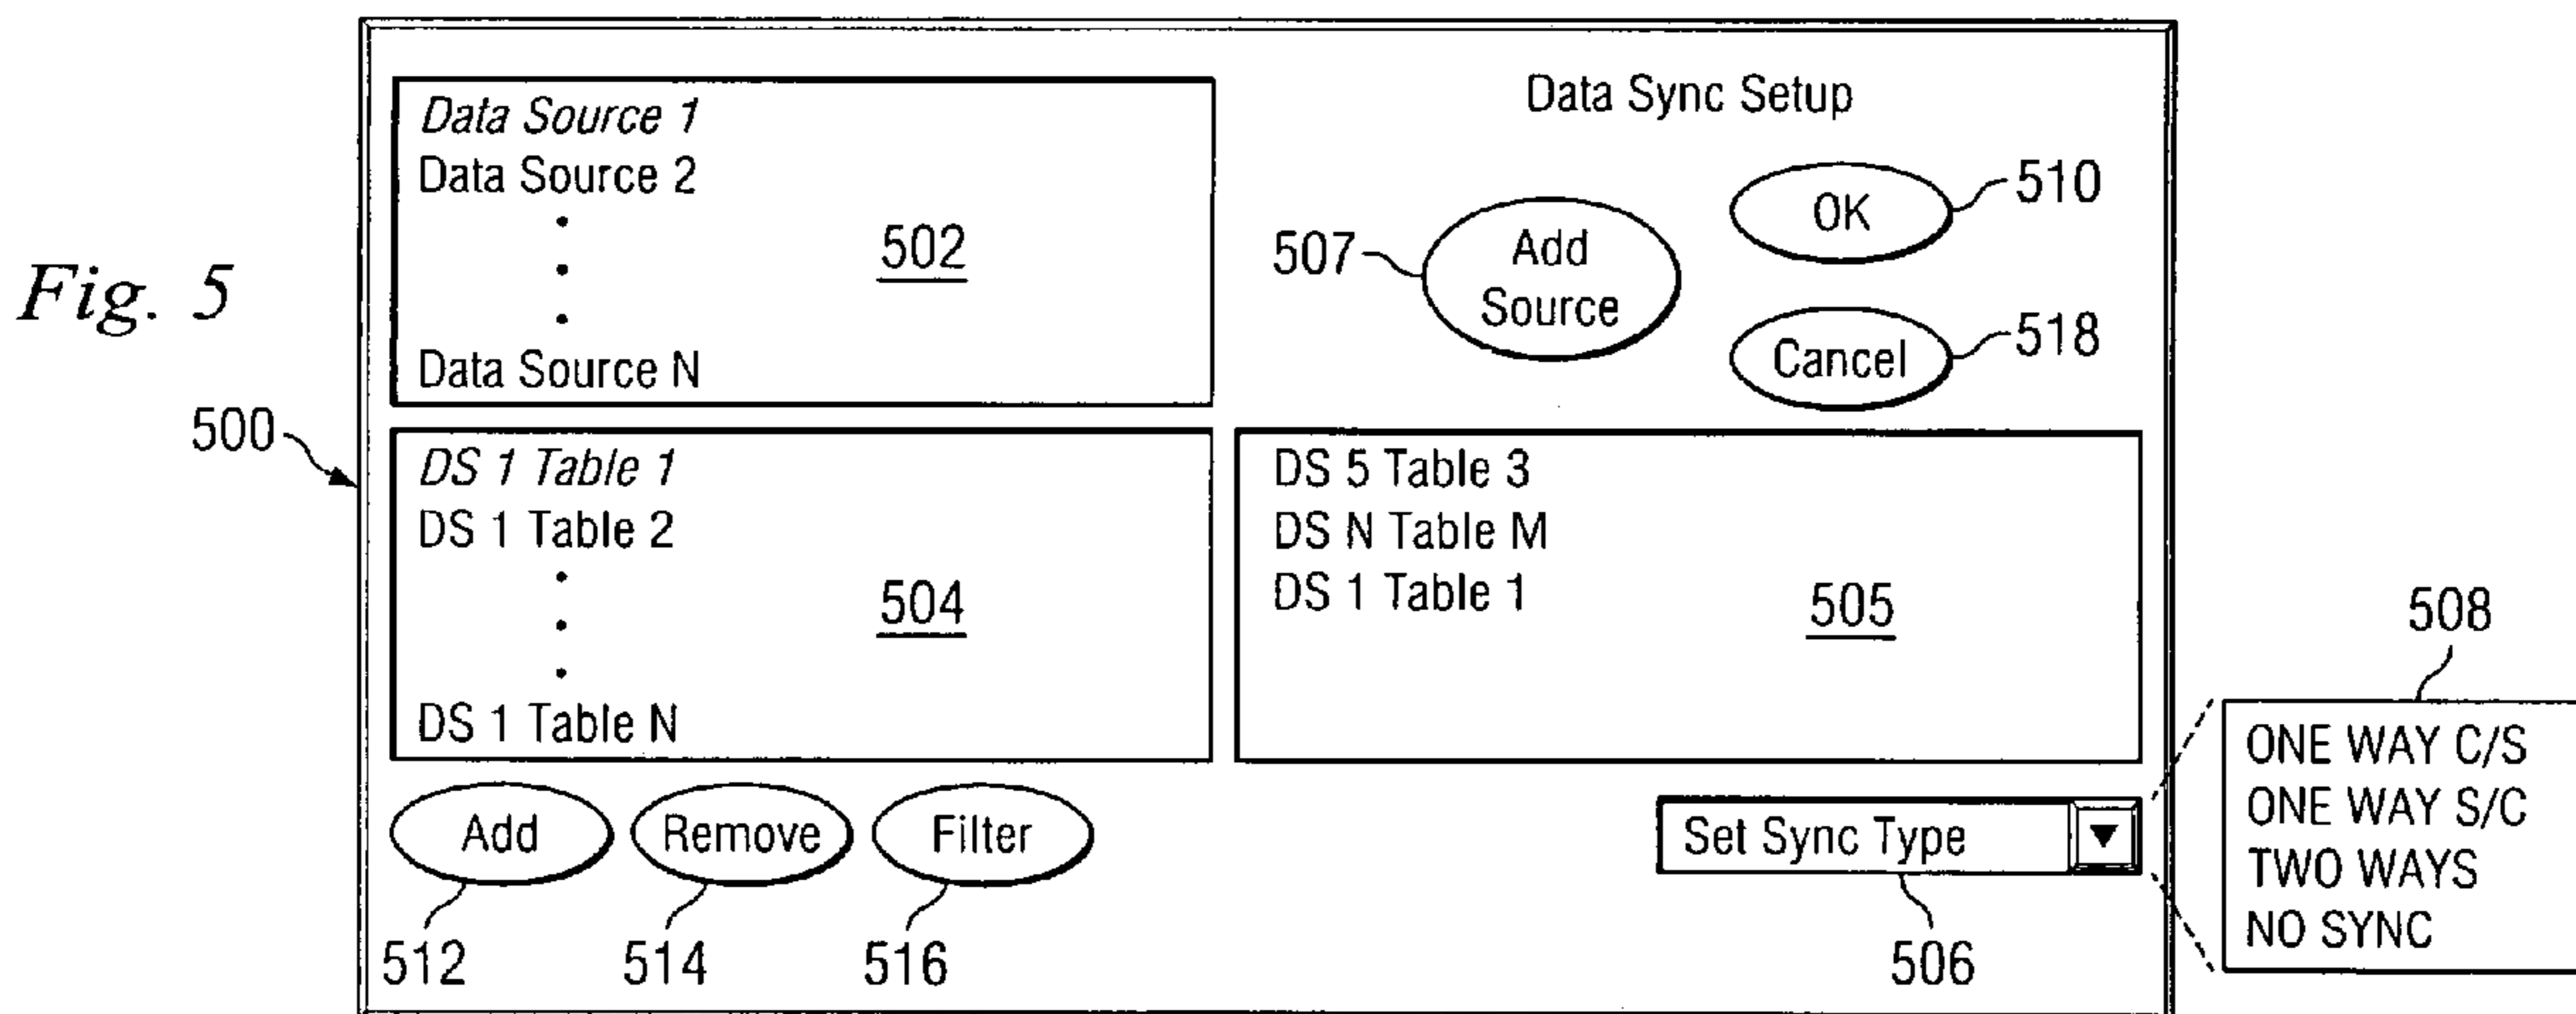 Fig. 5
500
Data Source 1
Data Source 2
Data Source N
502
Data Sync Setup
507
Add
Source
OK
510
Cancel
518
DS 1 Table 1
DS 1 Table 2
DS 1 Table N
504
DS 5 Table 3
DS N Table M
DS 1 Table 1
505
Add
Remove
Filter
512
514
516
Set Sync Type
506
508
ONE WAY C/S
ONE WAY S/C
TWO WAYS
NO SYNC